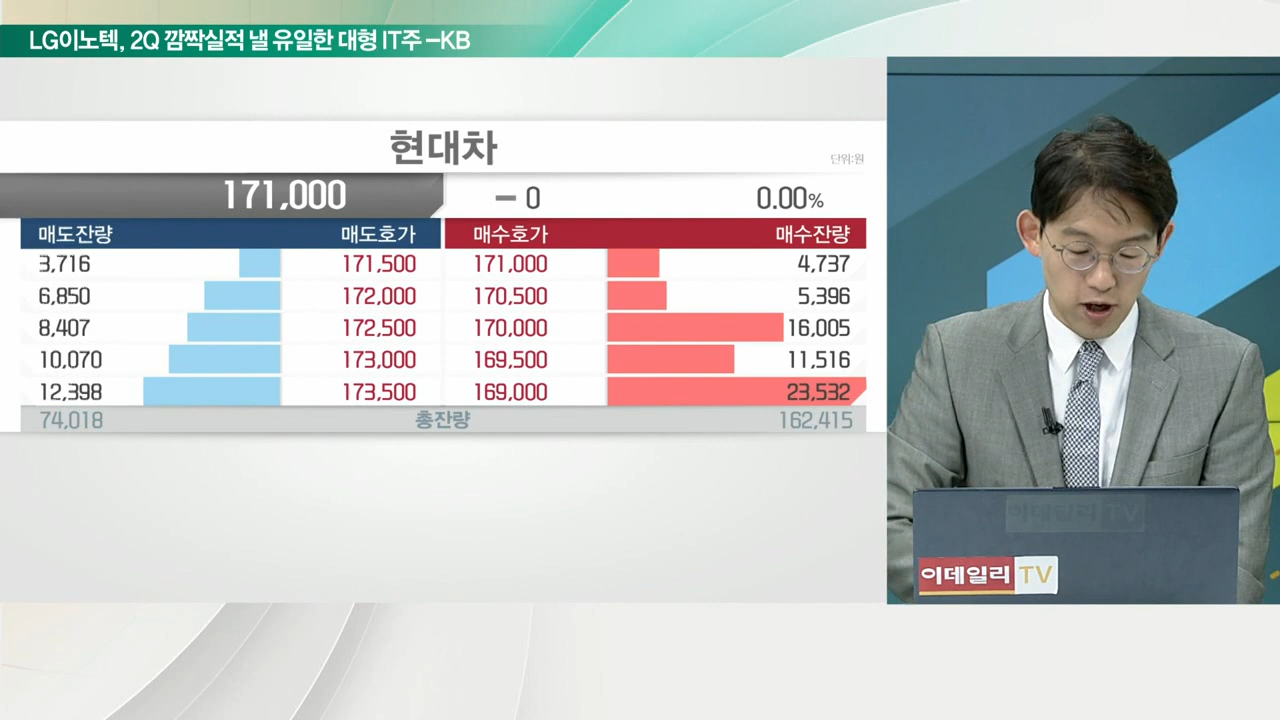 LG이노텍, 2Q 깜짝실적 낼 유일한 대형 IT주 –KB
현대차
단위:원
171,000 – 0 0.00%
매도잔량 매도호가 매수호가 매수잔량
3,716 171,500 171,000 4,737
6,850 172,000 170,500 5,396
8,407 172,500 170,000 16,005
10,070 173,000 169,500 11,516
12,398 173,500 169,000 23,532
74,018 총잔량 162,415
이데일리 TV
이데일리 TV